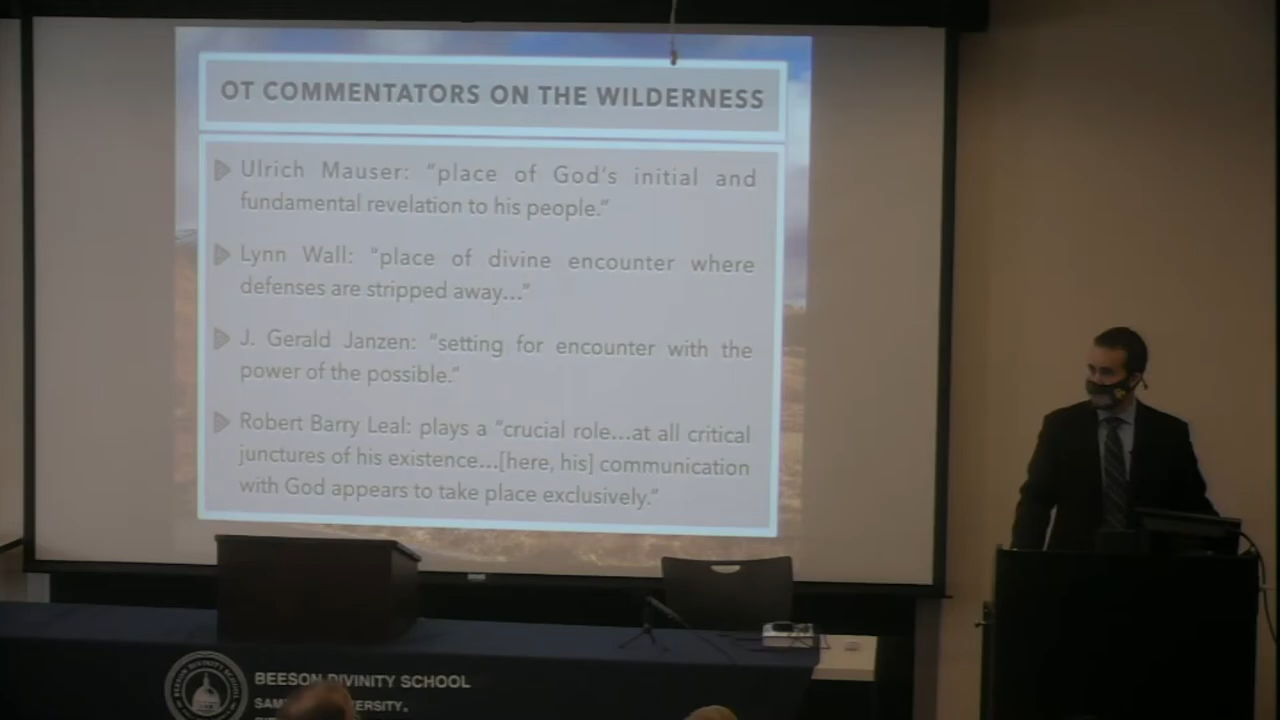 OT COMMENTATORS ON THE WILDERNESS
Ulrich Mauser: “place of God's initial and
fundamental revelation to his people.”
Lynn Wall: “place of divine encounter where
defenses are stripped away...”
J. Gerald Janzen: “setting for encounter with the
power of the possible.”
Robert Barry Leal: plays a “crucial role...at all critical
junctures of his existence...[here, his] communication
with God appears to take place exclusively.”
BEESON DIVINITY SCHOOL